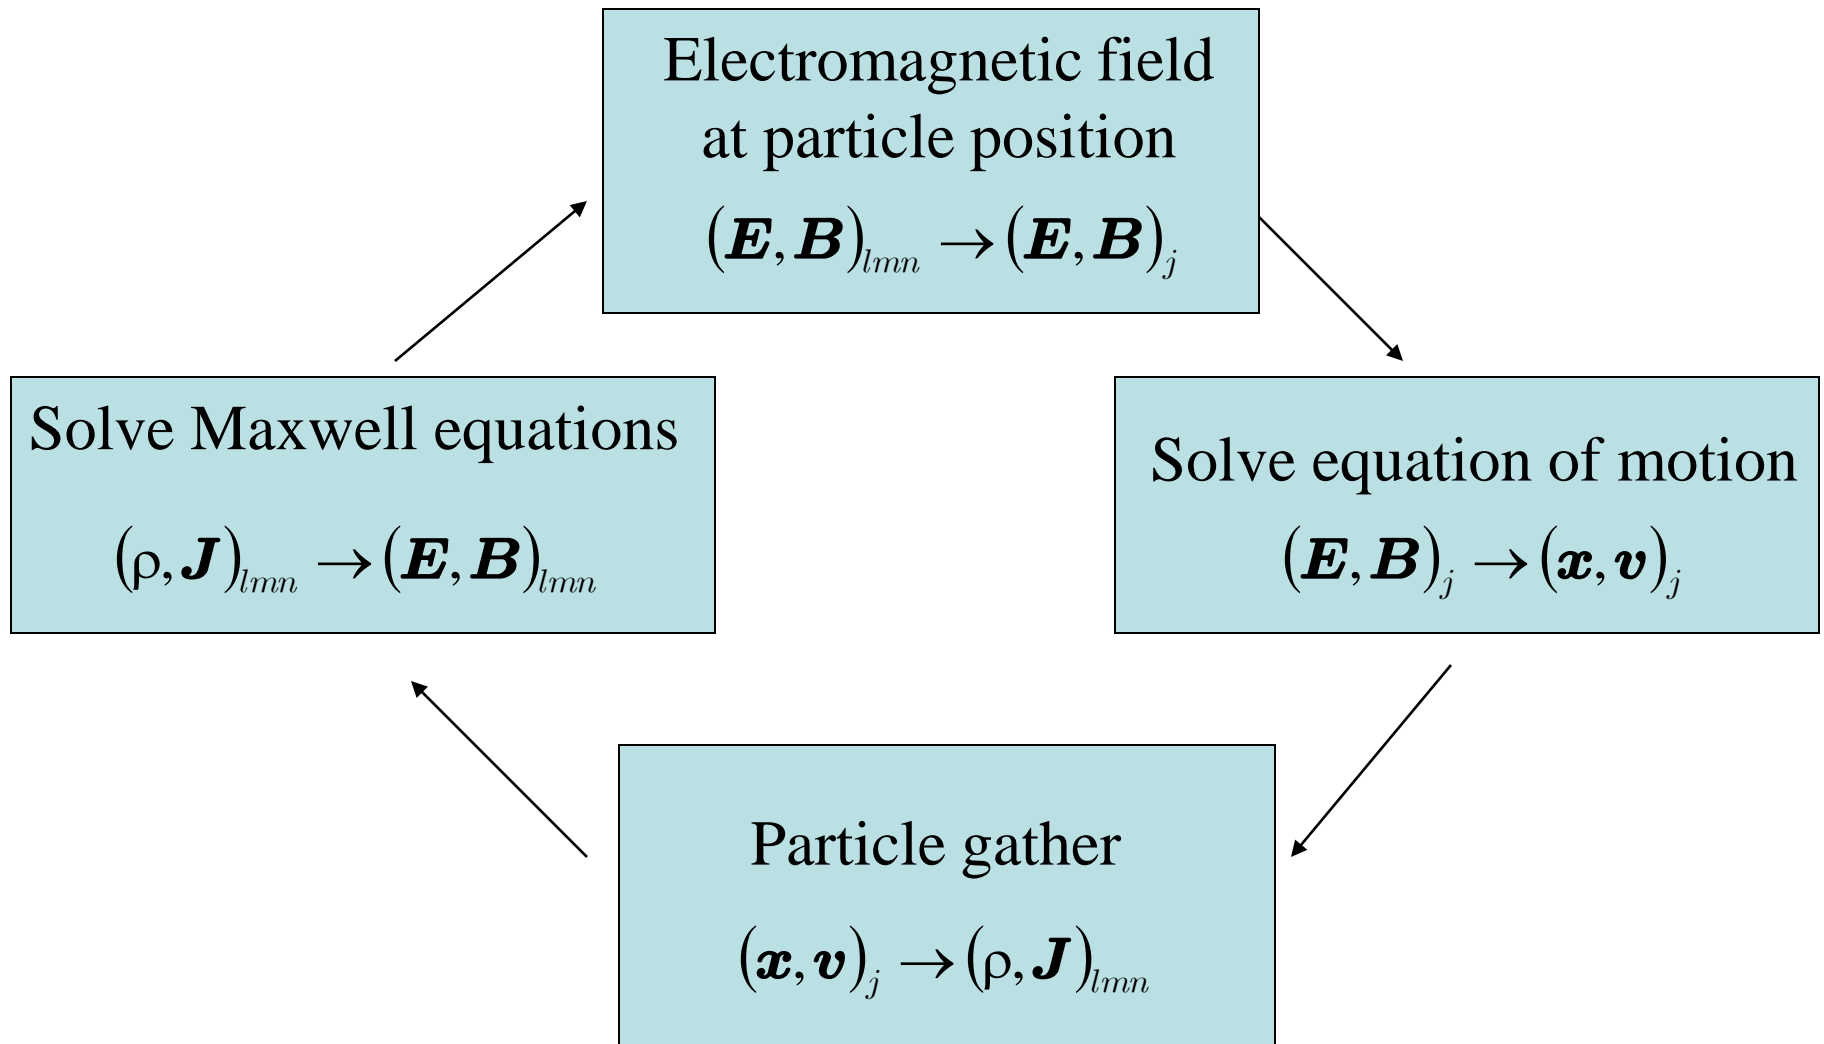 Electromagnetic field
at particle position
(E, B)lmn → (E, B)j
Solve Maxwell equations
(ρ, J)lmn → (E, B)lmn
Solve equation of motion
(E, B)j → (x, v)j
Particle gather
(x, v)j → (ρ, J)lmn